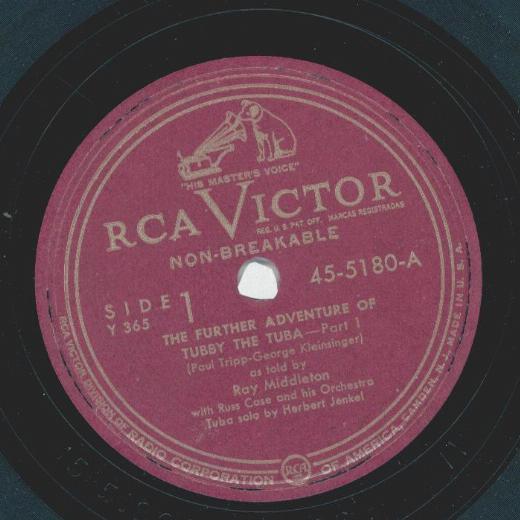 "HIS MASTER'S VOICE"
RCA VICTOR
REG. U. S. PAT. OFF. MARCAS REGISTRADAS
NON-BREAKABLE
45-5180-A
SIDE 1
Y 365
THE FURTHER ADVENTURE OF
TUBBY THE TUBA—Part 1
(Paul Tripp-George Kleinsinger)
as told by
Ray Middleton
with Russ Case and his Orchestra
Tuba solo by Herbert Jenkel
RCA VICTOR DIVISION OF RADIO CORPORATION RCA OF AMERICA, CAMDEN, N. J. MADE IN U. S. A.